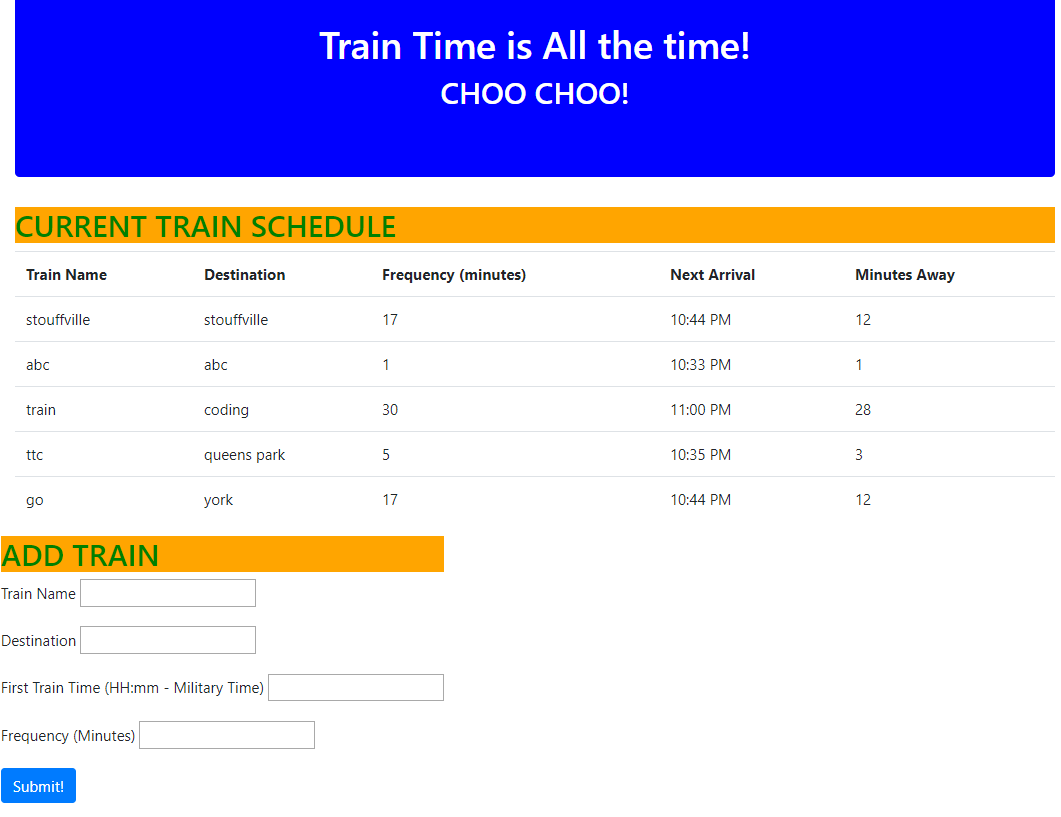 Train Time is All the time!
CHOO CHOO!
CURRENT TRAIN SCHEDULE
Train Name Destination Frequency (minutes) Next Arrival Minutes Away
stouffville stouffville 17 10:44 PM 12
abc abc 1 10:33 PM 1
train coding 30 11:00 PM 28
ttc queens park 5 10:35 PM 3
go york 17 10:44 PM 12
ADD TRAIN
Train Name
Destination
First Train Time (HH:mm - Military Time)
Frequency (Minutes)
Submit!